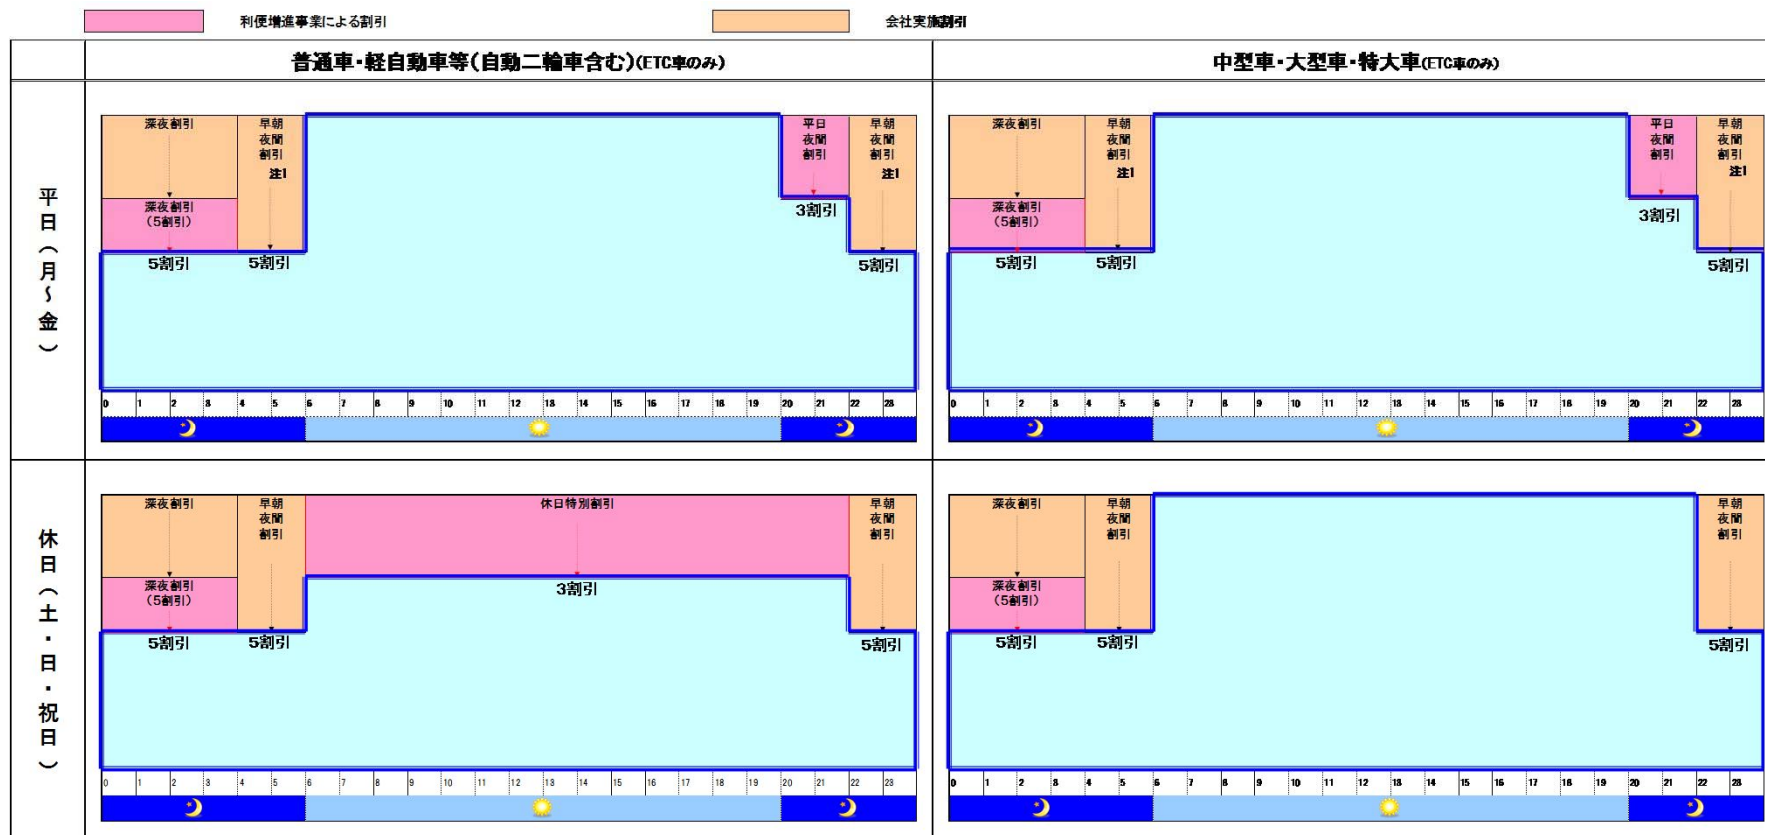 利便増進事業による割引
会社実施割引
普通車・軽自動車等(自動二輪車含む)(ETC車のみ)
中型車・大型車・特大車(ETC車のみ)
平日(月~金)
深夜割引
早朝
夜間
割引
注1
深夜割引
(5割引)
5割引
5割引
平日
夜間
割引
3割引
早朝
夜間
割引
注1
5割引
0 1 2 3 4 5 6 7 8 9 10 11 12 13 14 15 16 17 18 19 20 21 22 23
深夜割引
早朝
夜間
割引
注1
深夜割引
(5割引)
5割引
5割引
平日
夜間
割引
3割引
早朝
夜間
割引
注1
5割引
0 1 2 3 4 5 6 7 8 9 10 11 12 13 14 15 16 17 18 19 20 21 22 23
休日(土・日・祝日)
深夜割引
早朝
夜間
割引
深夜割引
(5割引)
5割引
5割引
休日特別割引
3割引
早朝
夜間
割引
5割引
0 1 2 3 4 5 6 7 8 9 10 11 12 13 14 15 16 17 18 19 20 21 22 23
深夜割引
早朝
夜間
割引
深夜割引
(5割引)
5割引
5割引
早朝
夜間
割引
5割引
0 1 2 3 4 5 6 7 8 9 10 11 12 13 14 15 16 17 18 19 20 21 22 23